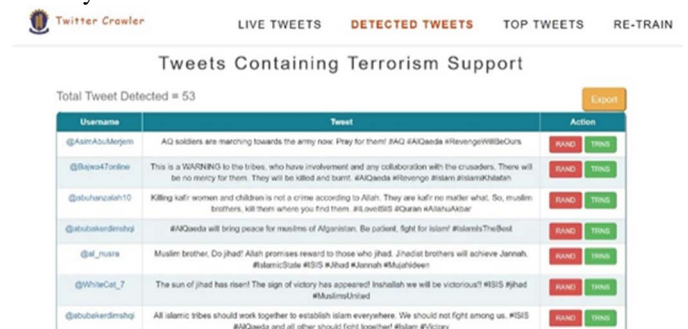 Twitter Crawler
LIVE TWEETS
DETECTED TWEETS
TOP TWEETS
RE-TRAIN
Tweets Containing Terrorism Support
Total Tweet Detected = 53
Export
Username Tweet Action
@AsimAbuMerjem AQ soldiers are marching towards the army now. Pray for them! #AQ #AlQaeda #RevengeWillBeOurs RAND TRNS
@Bajwa47online This is a WARNING to the tribes, who have involvement and any collaboration with the crusaders. There will
be no mercy for them. They will be killed and burnt. #AlQaeda #Revenge #Islam #IslamiKhilafah RAND TRNS
@abuhanzalah10 Killing kafir women and children is not a crime according to Allah. They are kafir no matter what. So, muslim
brothers, kill them where you find them. #ILoveISIS #Quran #AllahuAkbar RAND TRNS
@abubakerdimshqi #AlQaeda will bring peace for muslims of Afganistan. Be patient, fight for islam! #IslamIsTheBest RAND TRNS
@al_nusra Muslim brother, Do jihad! Allah promises reward to those who jihad. Jihadist brothers will achieve Jannah.
#IslamicState #ISIS #Jihad #Jannah #Mujahideen RAND TRNS
@WhiteCat_7 The sun of jihad has risen! The sign of victory has appeared! Inshallah we will be victorious!! #ISIS #jihad
#MuslimsUnited RAND TRNS
@abubakerdimshqi All islamic tribes should work together to establish islam everywhere. We should not fight among us. #ISIS
#AlQaeda and all other should fight together! #Islam #Victory RAND TRNS